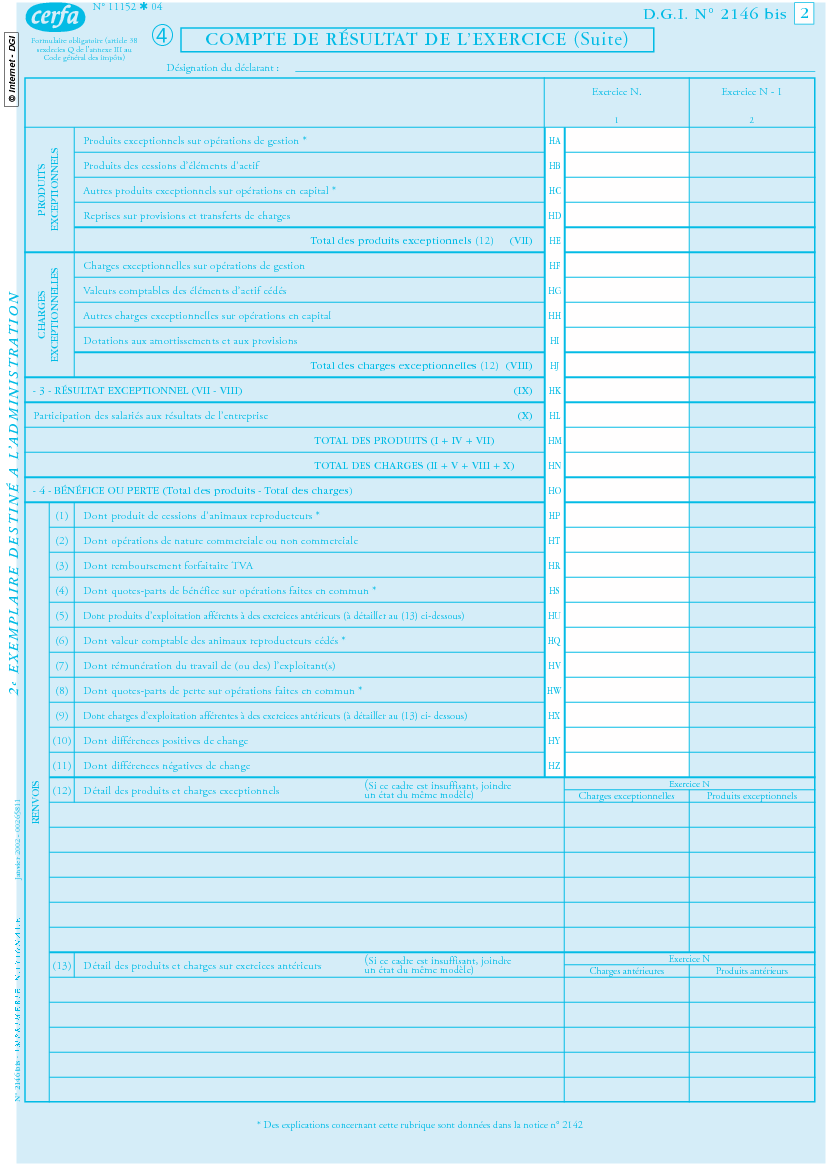 cerfa
N° 11152 ✱ 04
D.G.I. N° 2146 bis 2
Formulaire obligatoire (article 38
sexdecies Q de l'annexe III au
Code général des impôts)
④ COMPTE DE RÉSULTAT DE L'EXERCICE (Suite)
Désignation du déclarant :
© Internet - DGI
Exercice N. Exercice N - 1
1 2
PRODUITS
EXCEPTIONNELS
Produits exceptionnels sur opérations de gestion * HA
Produits des cessions d'éléments d'actif HB
Autres produits exceptionnels sur opérations en capital * HC
Reprises sur provisions et transferts de charges HD
Total des produits exceptionnels (12) (VII) HE
CHARGES
EXCEPTIONNELLES
Charges exceptionnelles sur opérations de gestion HF
Valeurs comptables des éléments d'actif cédés HG
Autres charges exceptionnelles sur opérations en capital HH
Dotations aux amortissements et aux provisions HI
Total des charges exceptionnelles (12) (VIII) HJ
- 3 - RÉSULTAT EXCEPTIONNEL (VII - VIII) (IX) HK
Participation des salariés aux résultats de l'entreprise (X) HL
TOTAL DES PRODUITS (I + IV + VII) HM
TOTAL DES CHARGES (II + V + VIII + X) HN
- 4 - BÉNÉFICE OU PERTE (Total des produits - Total des charges) HO
RENVOIS
(1) Dont produit de cessions d'animaux reproducteurs * HP
(2) Dont opérations de nature commerciale ou non commerciale HT
(3) Dont remboursement forfaitaire TVA HR
(4) Dont quotes-parts de bénéfice sur opérations faites en commun * HS
(5) Dont produits d'exploitation afférents à des exercices antérieurs (à détailler au (13) ci-dessous) HU
(6) Dont valeur comptable des animaux reproducteurs cédés * HQ
(7) Dont rémunération du travail de (ou des) l'exploitant(s) HV
(8) Dont quotes-parts de perte sur opérations faites en commun * HW
(9) Dont charges d'exploitation afférentes à des exercices antérieurs (à détailler au (13) ci- dessous) HX
(10) Dont différences positives de change HY
(11) Dont différences négatives de change HZ
(12) Détail des produits et charges exceptionnels
(Si ce cadre est insuffisant, joindre
un état du même modèle)
Exercice N
Charges exceptionnelles Produits exceptionnels
(13) Détail des produits et charges sur exercices antérieurs
(Si ce cadre est insuffisant, joindre
un état du même modèle)
Exercice N
Charges antérieures Produits antérieurs
2e EXEMPLAIRE DESTINÉ A L'ADMINISTRATION
N° 2146 bis - IMPRIMERIE NATIONALE
Janvier 2002 - 00265811
* Des explications concernant cette rubrique sont données dans la notice n° 2142